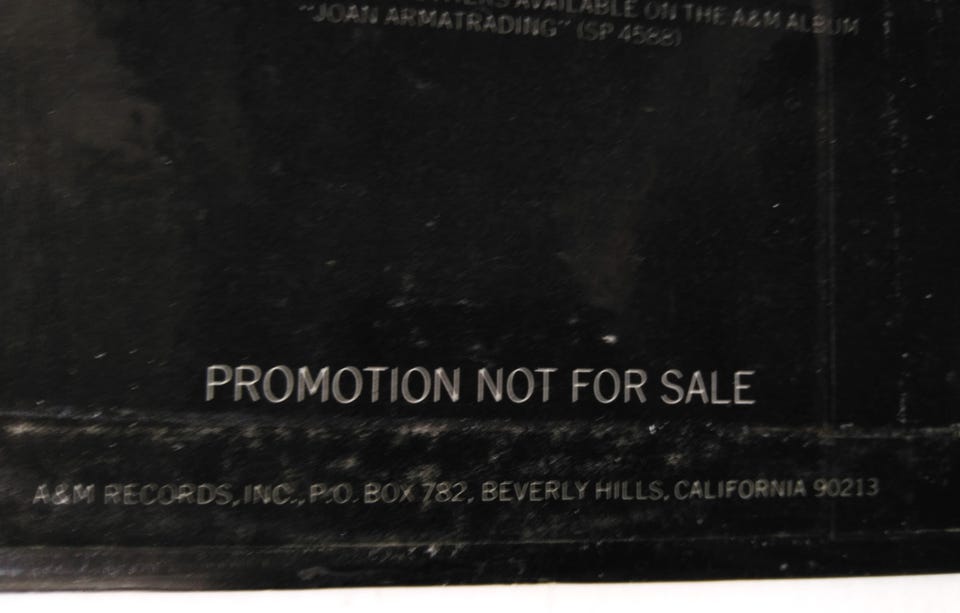 AVAILABLE ON THE A&M ALBUM
"JOAN ARMATRADING" (SP 4588)
PROMOTION NOT FOR SALE
A&M RECORDS, INC., P.O. BOX 782, BEVERLY HILLS, CALIFORNIA 90213